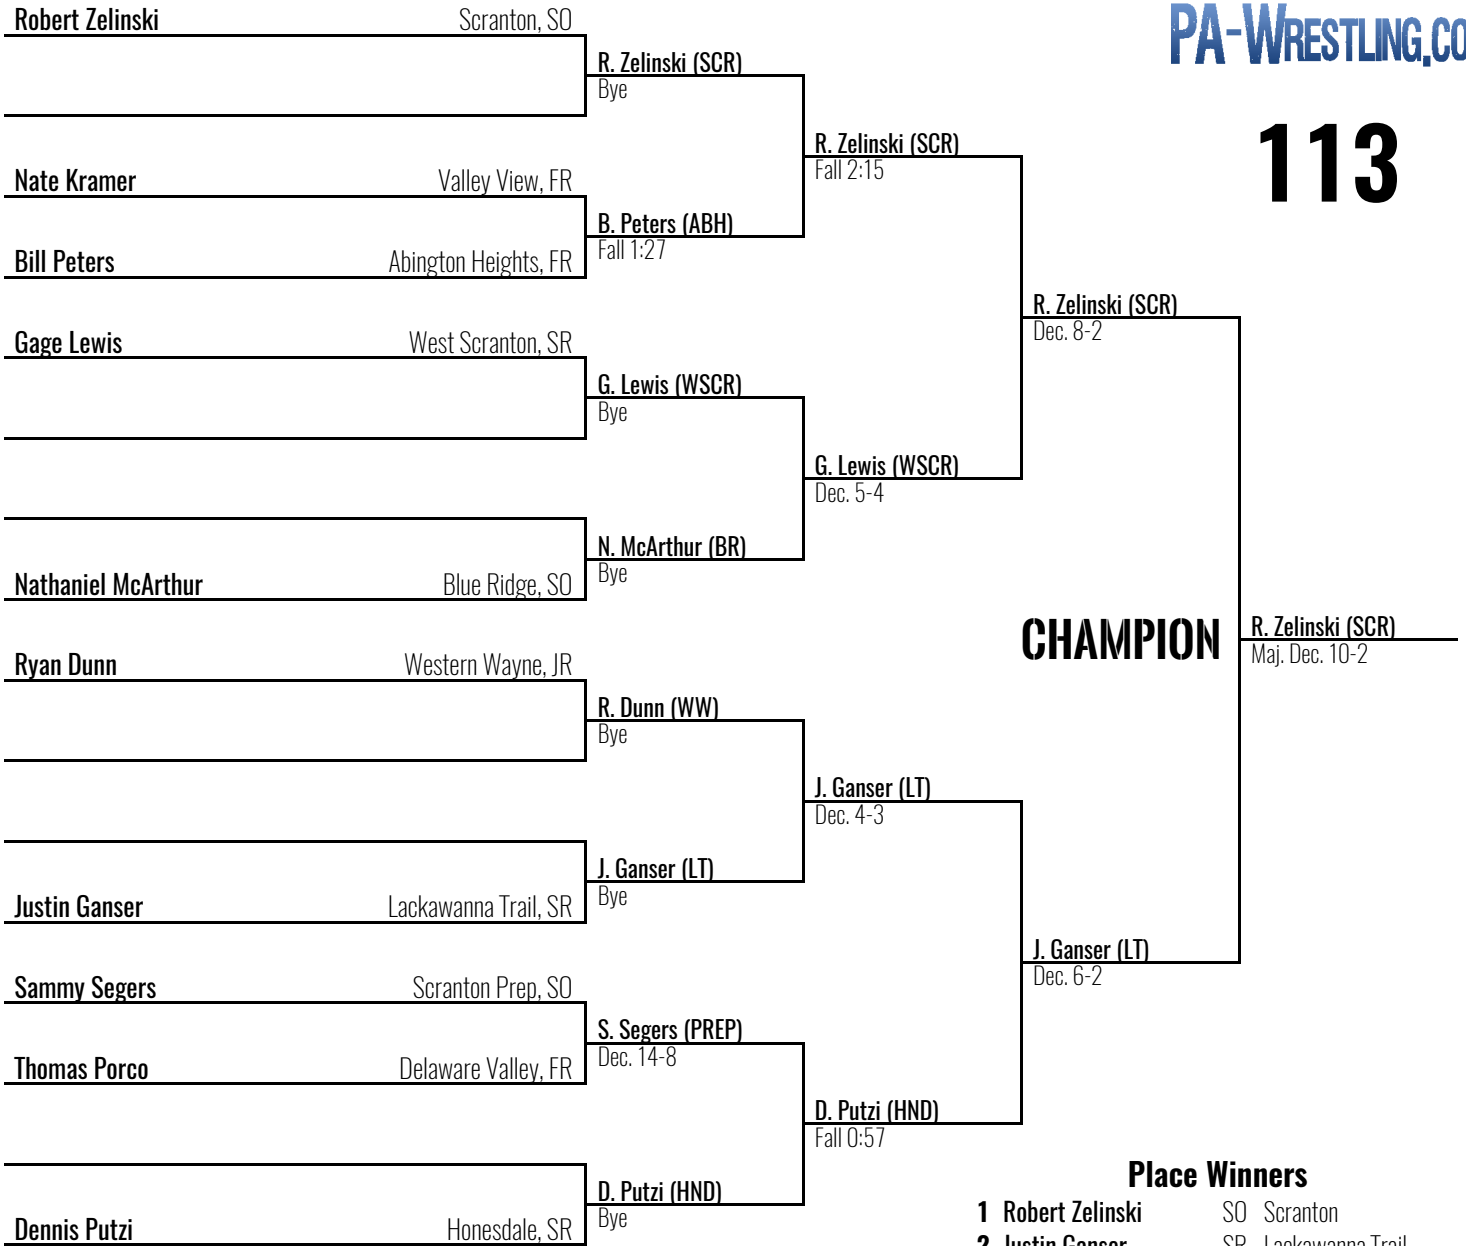 PA-WRESTLING.CO
113
Robert Zelinski Scranton, SO
R. Zelinski (SCR)
Bye
R. Zelinski (SCR)
Fall 2:15
Nate Kramer Valley View, FR
B. Peters (ABH)
Fall 1:27
Bill Peters Abington Heights, FR
R. Zelinski (SCR)
Dec. 8-2
Gage Lewis West Scranton, SR
G. Lewis (WSCR)
Bye
G. Lewis (WSCR)
Dec. 5-4
N. McArthur (BR)
Bye
Nathaniel McArthur Blue Ridge, SO
CHAMPION
R. Zelinski (SCR)
Maj. Dec. 10-2
Ryan Dunn Western Wayne, JR
R. Dunn (WW)
Bye
J. Ganser (LT)
Dec. 4-3
J. Ganser (LT)
Bye
Justin Ganser Lackawanna Trail, SR
J. Ganser (LT)
Dec. 6-2
Sammy Segers Scranton Prep, SO
S. Segers (PREP)
Dec. 14-8
Thomas Porco Delaware Valley, FR
D. Putzi (HND)
Fall 0:57
D. Putzi (HND)
Bye
Dennis Putzi Honesdale, SR
Place Winners
1 Robert Zelinski SO Scranton
2 Justin Ganser SR Lackawanna Trail